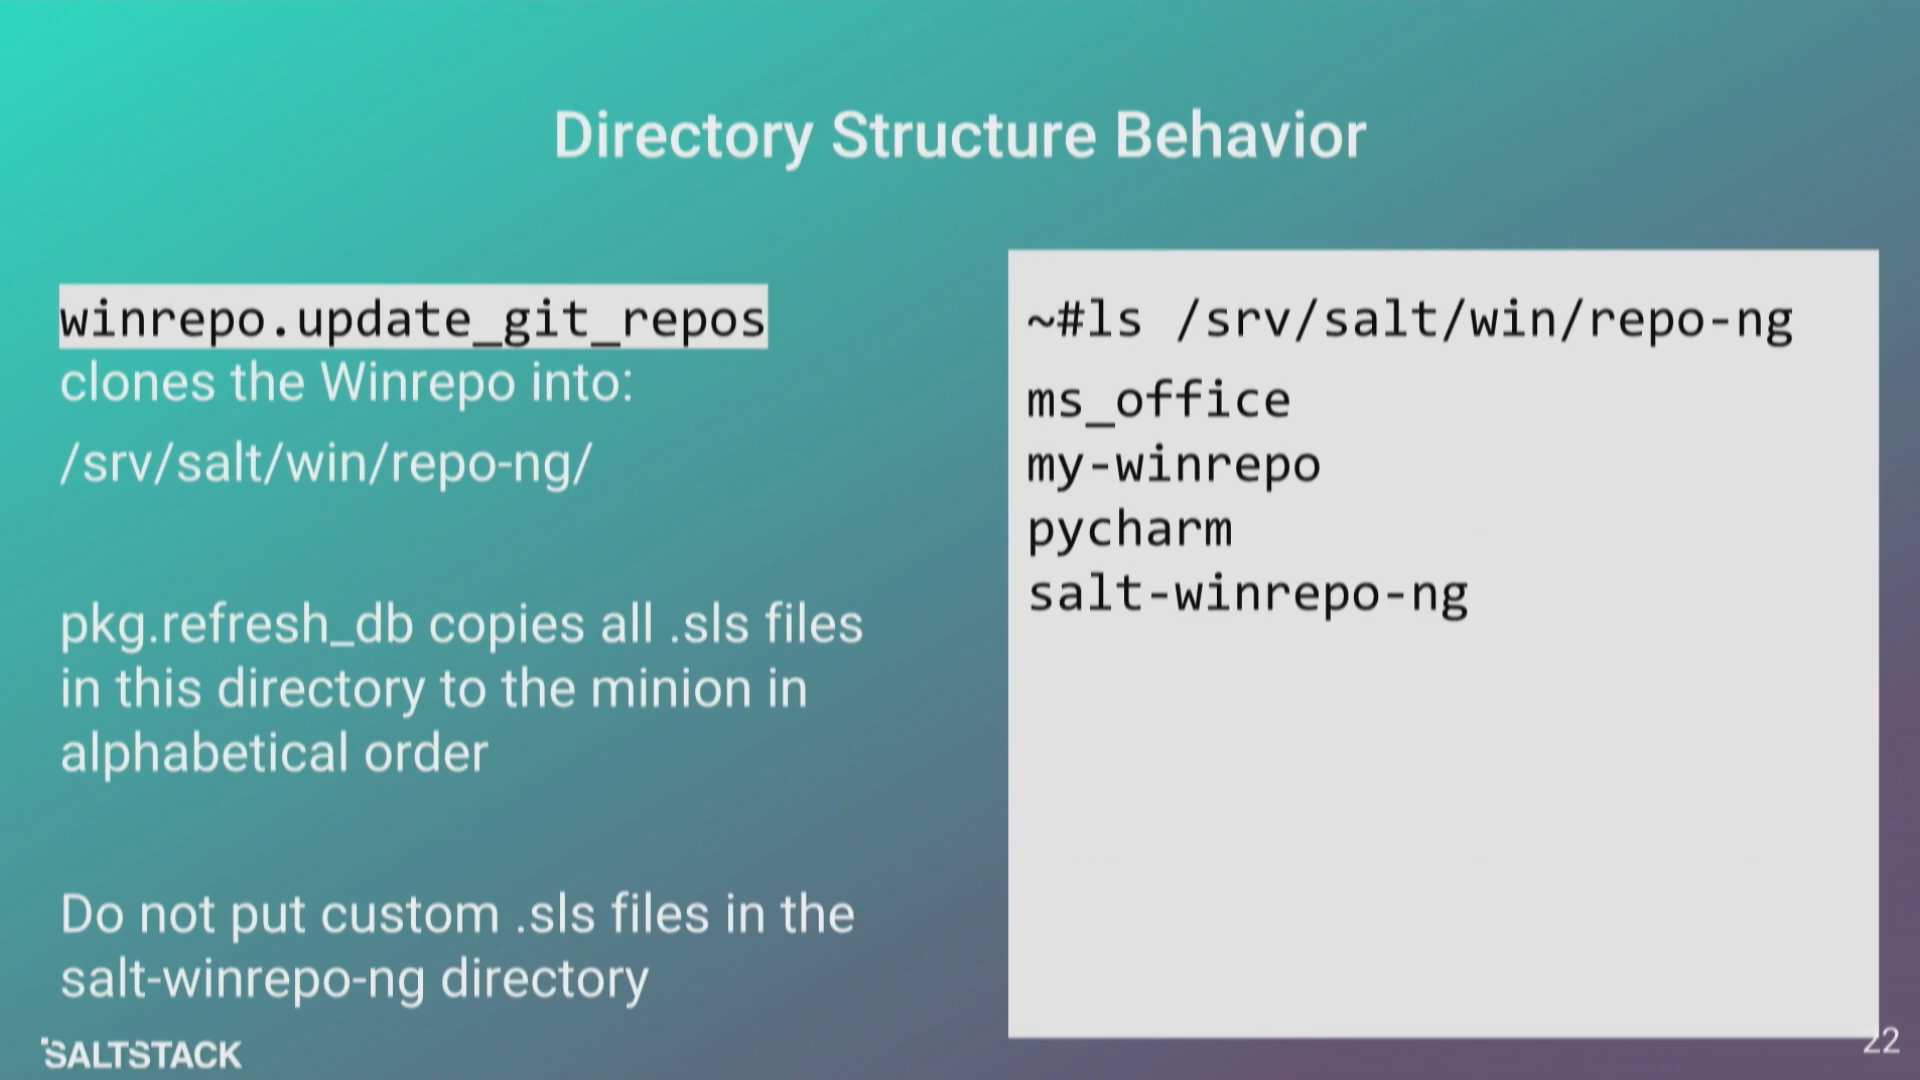 Directory Structure Behavior
winrepo.update_git_repos
clones the Winrepo into:
/srv/salt/win/repo-ng/
pkg.refresh_db copies all .sls files
in this directory to the minion in
alphabetical order
Do not put custom .sls files in the
salt-winrepo-ng directory
~#ls /srv/salt/win/repo-ng
ms_office
my-winrepo
pycharm
salt-winrepo-ng
SALTSTACK
22